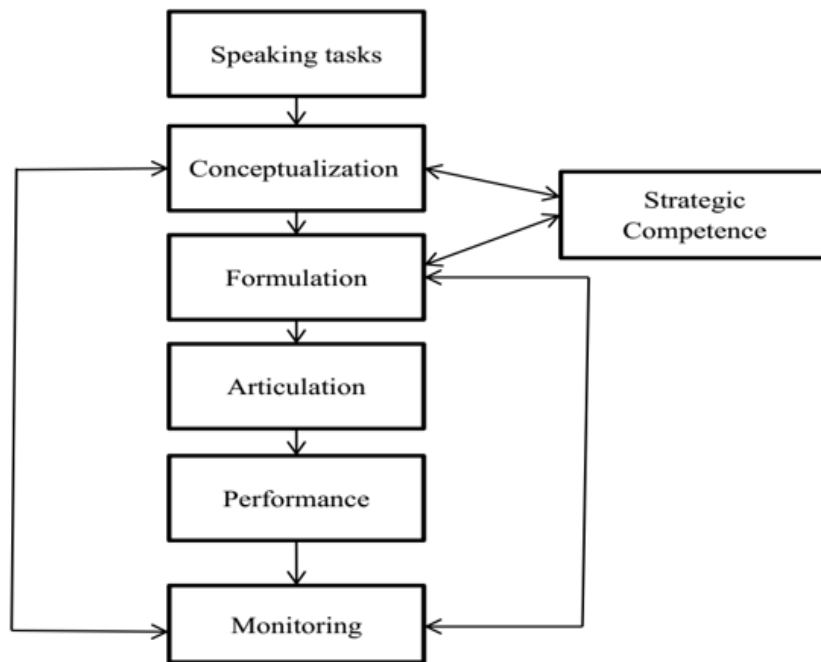 Speaking tasks
Conceptualization
Strategic
Competence
Formulation
Articulation
Performance
Monitoring